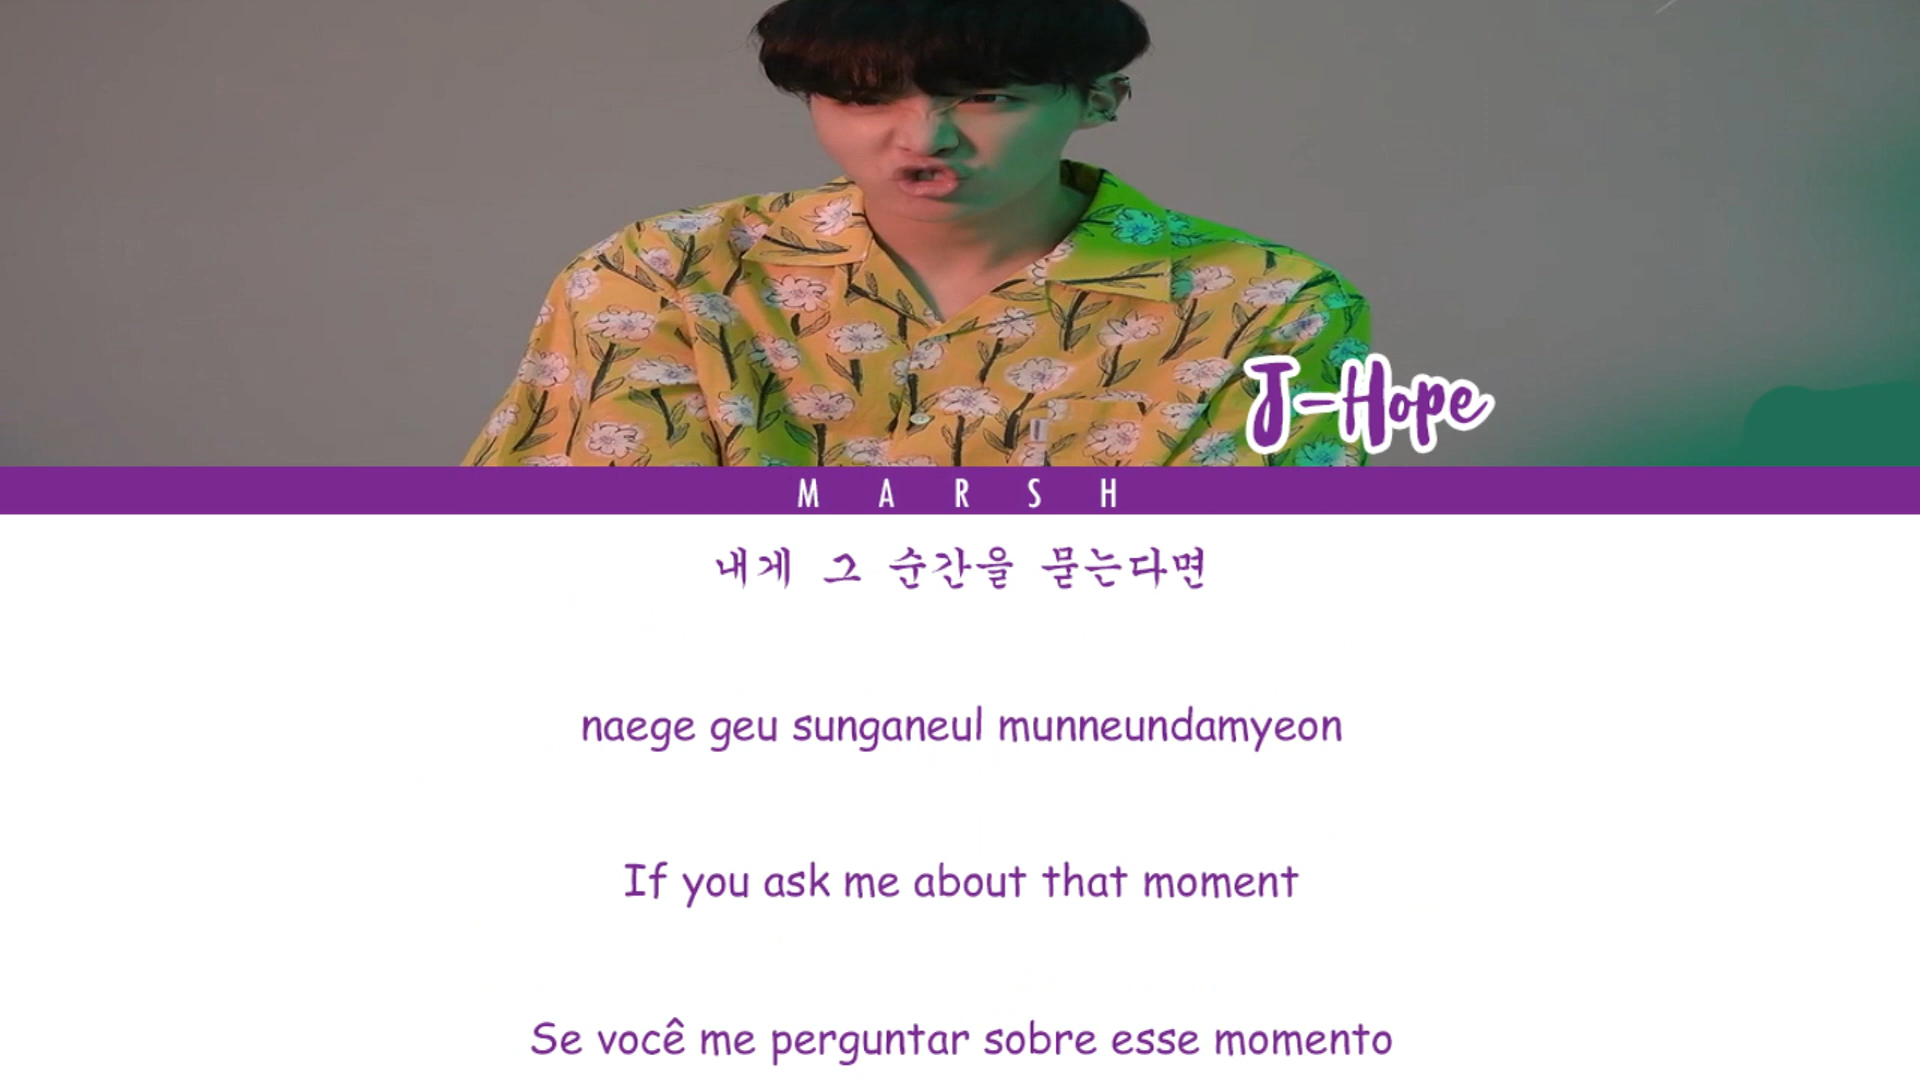 J-Hope
MARSH
내게 그 순간을 묻는다면
naege geu sunganeul munneundamyeon
If you ask me about that moment
Se você me perguntar sobre esse momento